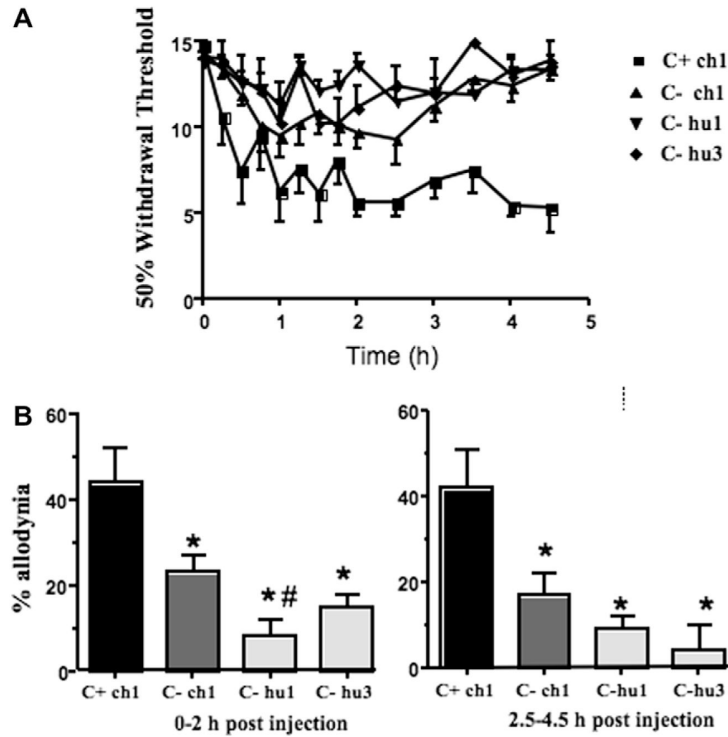 A
50% Withdrawal Threshold
15
10
5
0
0 1 2 3 4 5
Time (h)
C+ ch1
C- ch1
C- hu1
C- hu3
B
% allodynia
60
40
20
0
*
* #
*
C+ ch1 C- ch1 C- hu1 C- hu3
0-2 h post injection
60
40
20
0
*
*
*
C+ ch1 C- ch1 C-hu1 C-hu3
2.5-4.5 h post injection